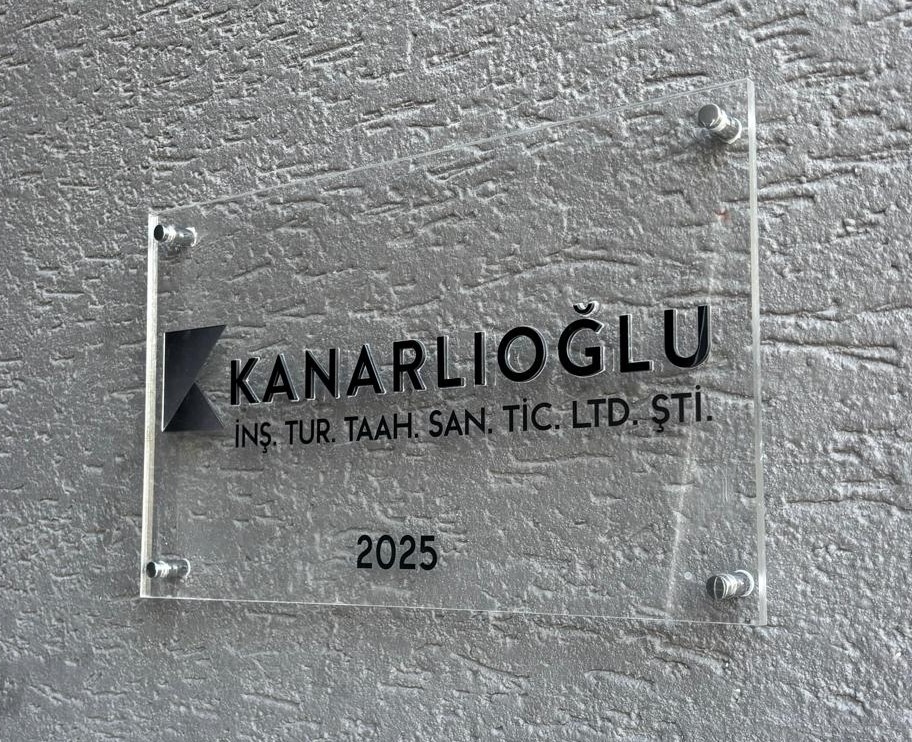 KANARLIOĞLU
İNŞ. TUR. TAAH. SAN. TİC. LTD. ŞTİ.
2025